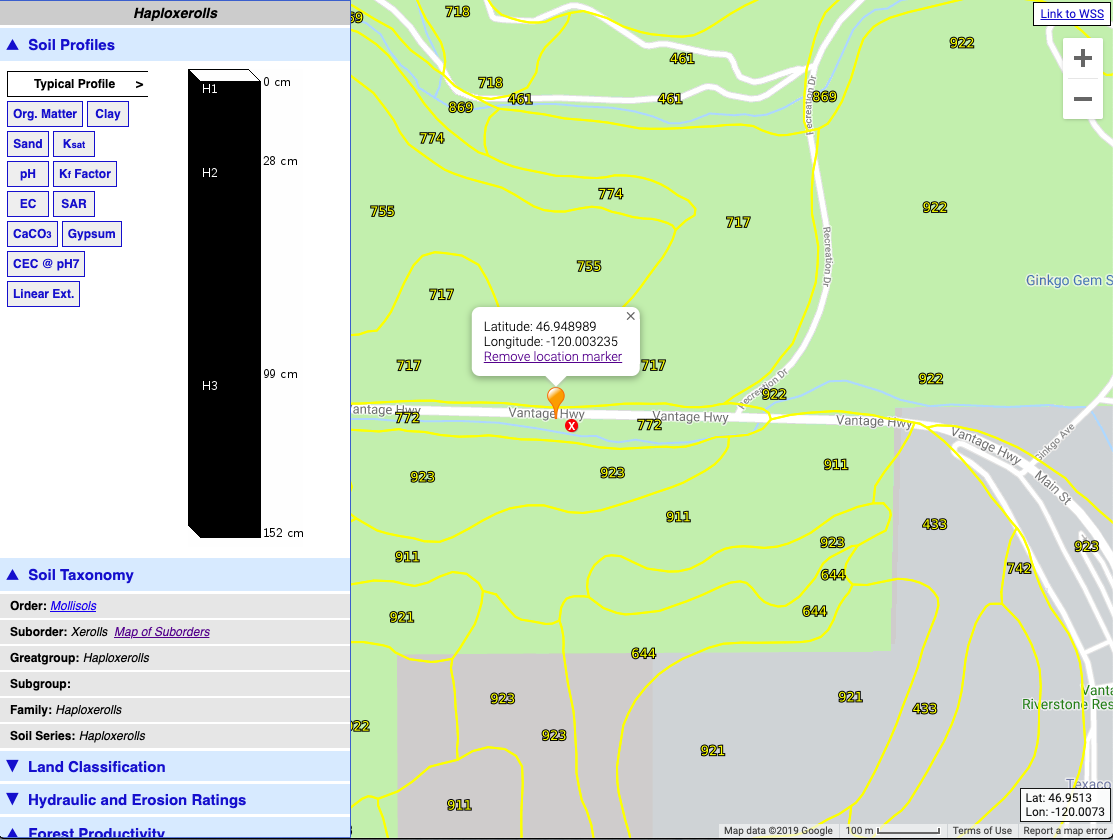 Haploxerolls
▲ Soil Profiles
Typical Profile >
Org. Matter
Clay
Sand
Ksat
pH
Kf Factor
EC
SAR
CaCO3
Gypsum
CEC @ pH7
Linear Ext.
H1
H2
H3
0 cm
28 cm
99 cm
152 cm
▲ Soil Taxonomy
Order: Mollisols
Suborder: Xerolls Map of Suborders
Greatgroup: Haploxerolls
Subgroup:
Family: Haploxerolls
Soil Series: Haploxerolls
▼ Land Classification
▼ Hydraulic and Erosion Ratings
▲ Forest Productivity
Link to WSS
+
−
718
922
461
718
461
461
869
869
Recreation Dr
774
774
755
922
717
Recreation Dr
755
Ginkgo Gem S
717
Latitude: 46.948989
Longitude: -120.003235
Remove location marker
717
717
922
Recreation Dr
922
Vantage Hwy
772
Vantage Hwy
X
772
Vantage Hwy
Vantage Hwy
Vantage Hwy
Ginkgo Ave
Main St
923
923
911
911
433
923
923
911
644
742
921
644
644
923
921
433
Vanta
Riverstone Res
922
923
921
911
Texaco
Lat: 46.9513
Lon: -120.0073
Map data ©2019 Google
100 m
Terms of Use
Report a map error